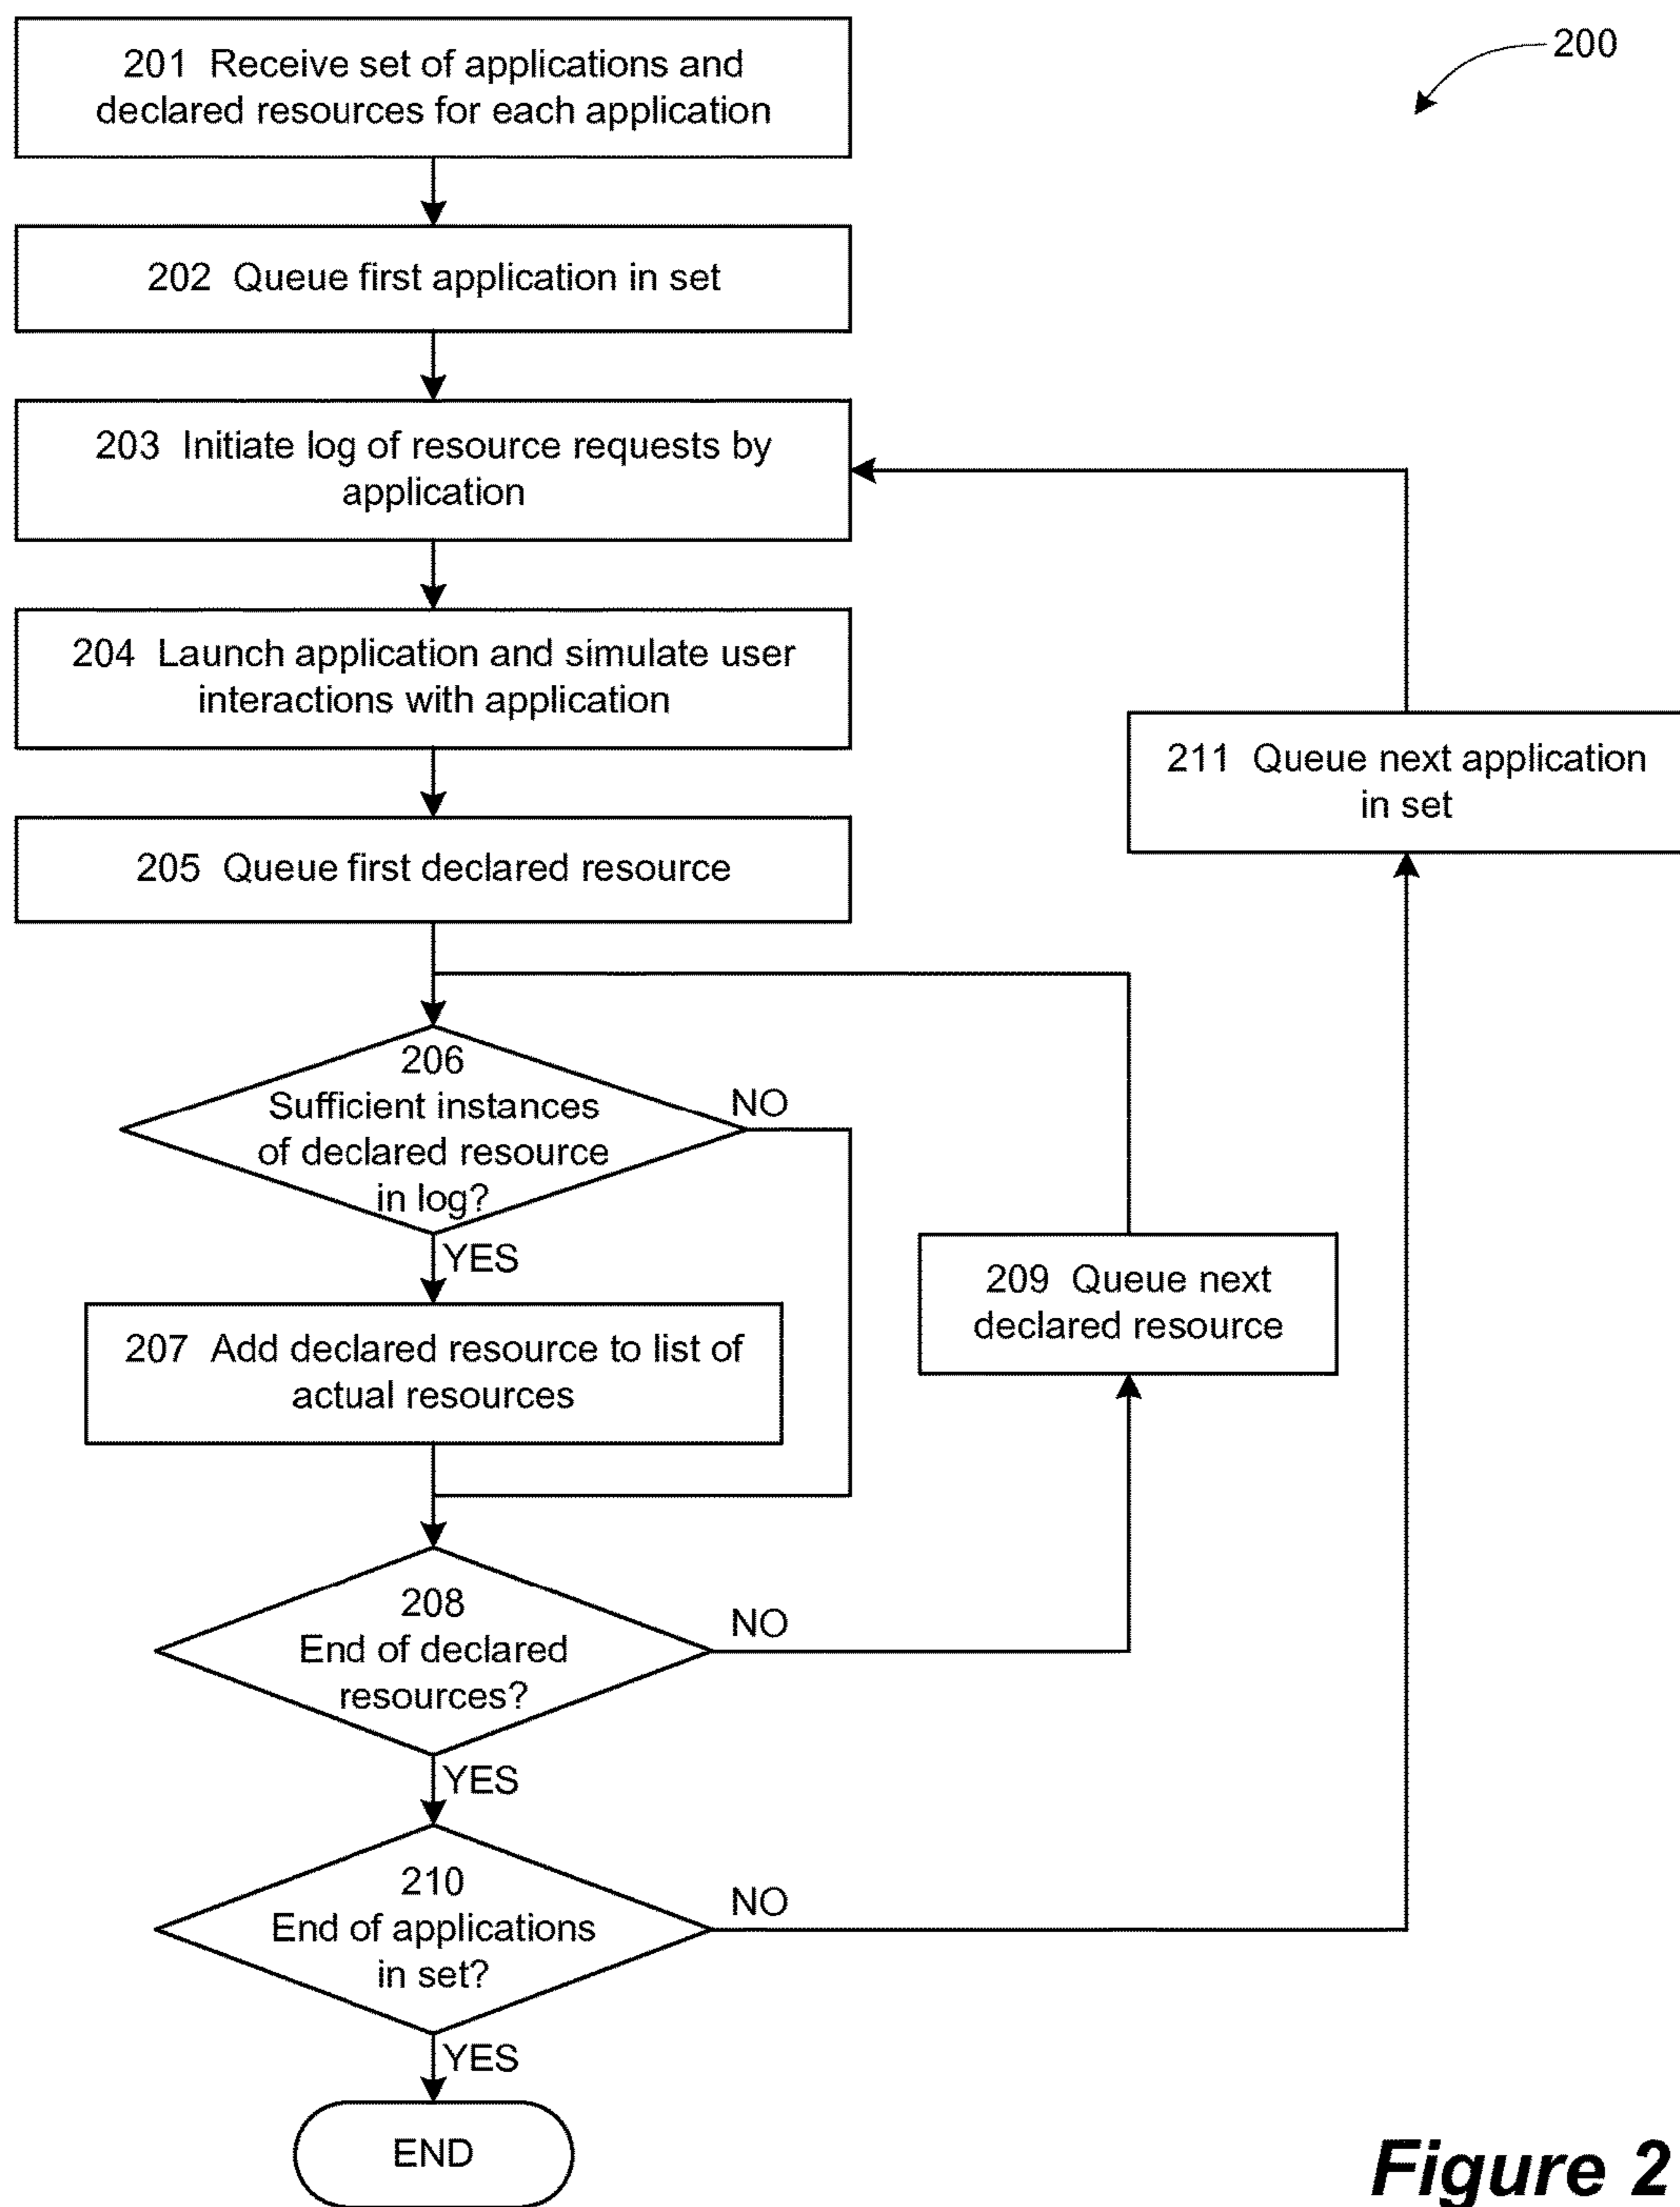 201 Receive set of applications and
declared resources for each application
200
202 Queue first application in set
203 Initiate log of resource requests by
application
204 Launch application and simulate user
interactions with application
211 Queue next application
in set
205 Queue first declared resource
206
Sufficient instances
of declared resource
in log?
NO
YES
209 Queue next
declared resource
207 Add declared resource to list of
actual resources
208
End of declared
resources?
NO
YES
210
End of applications
in set?
NO
YES
END
Figure 2